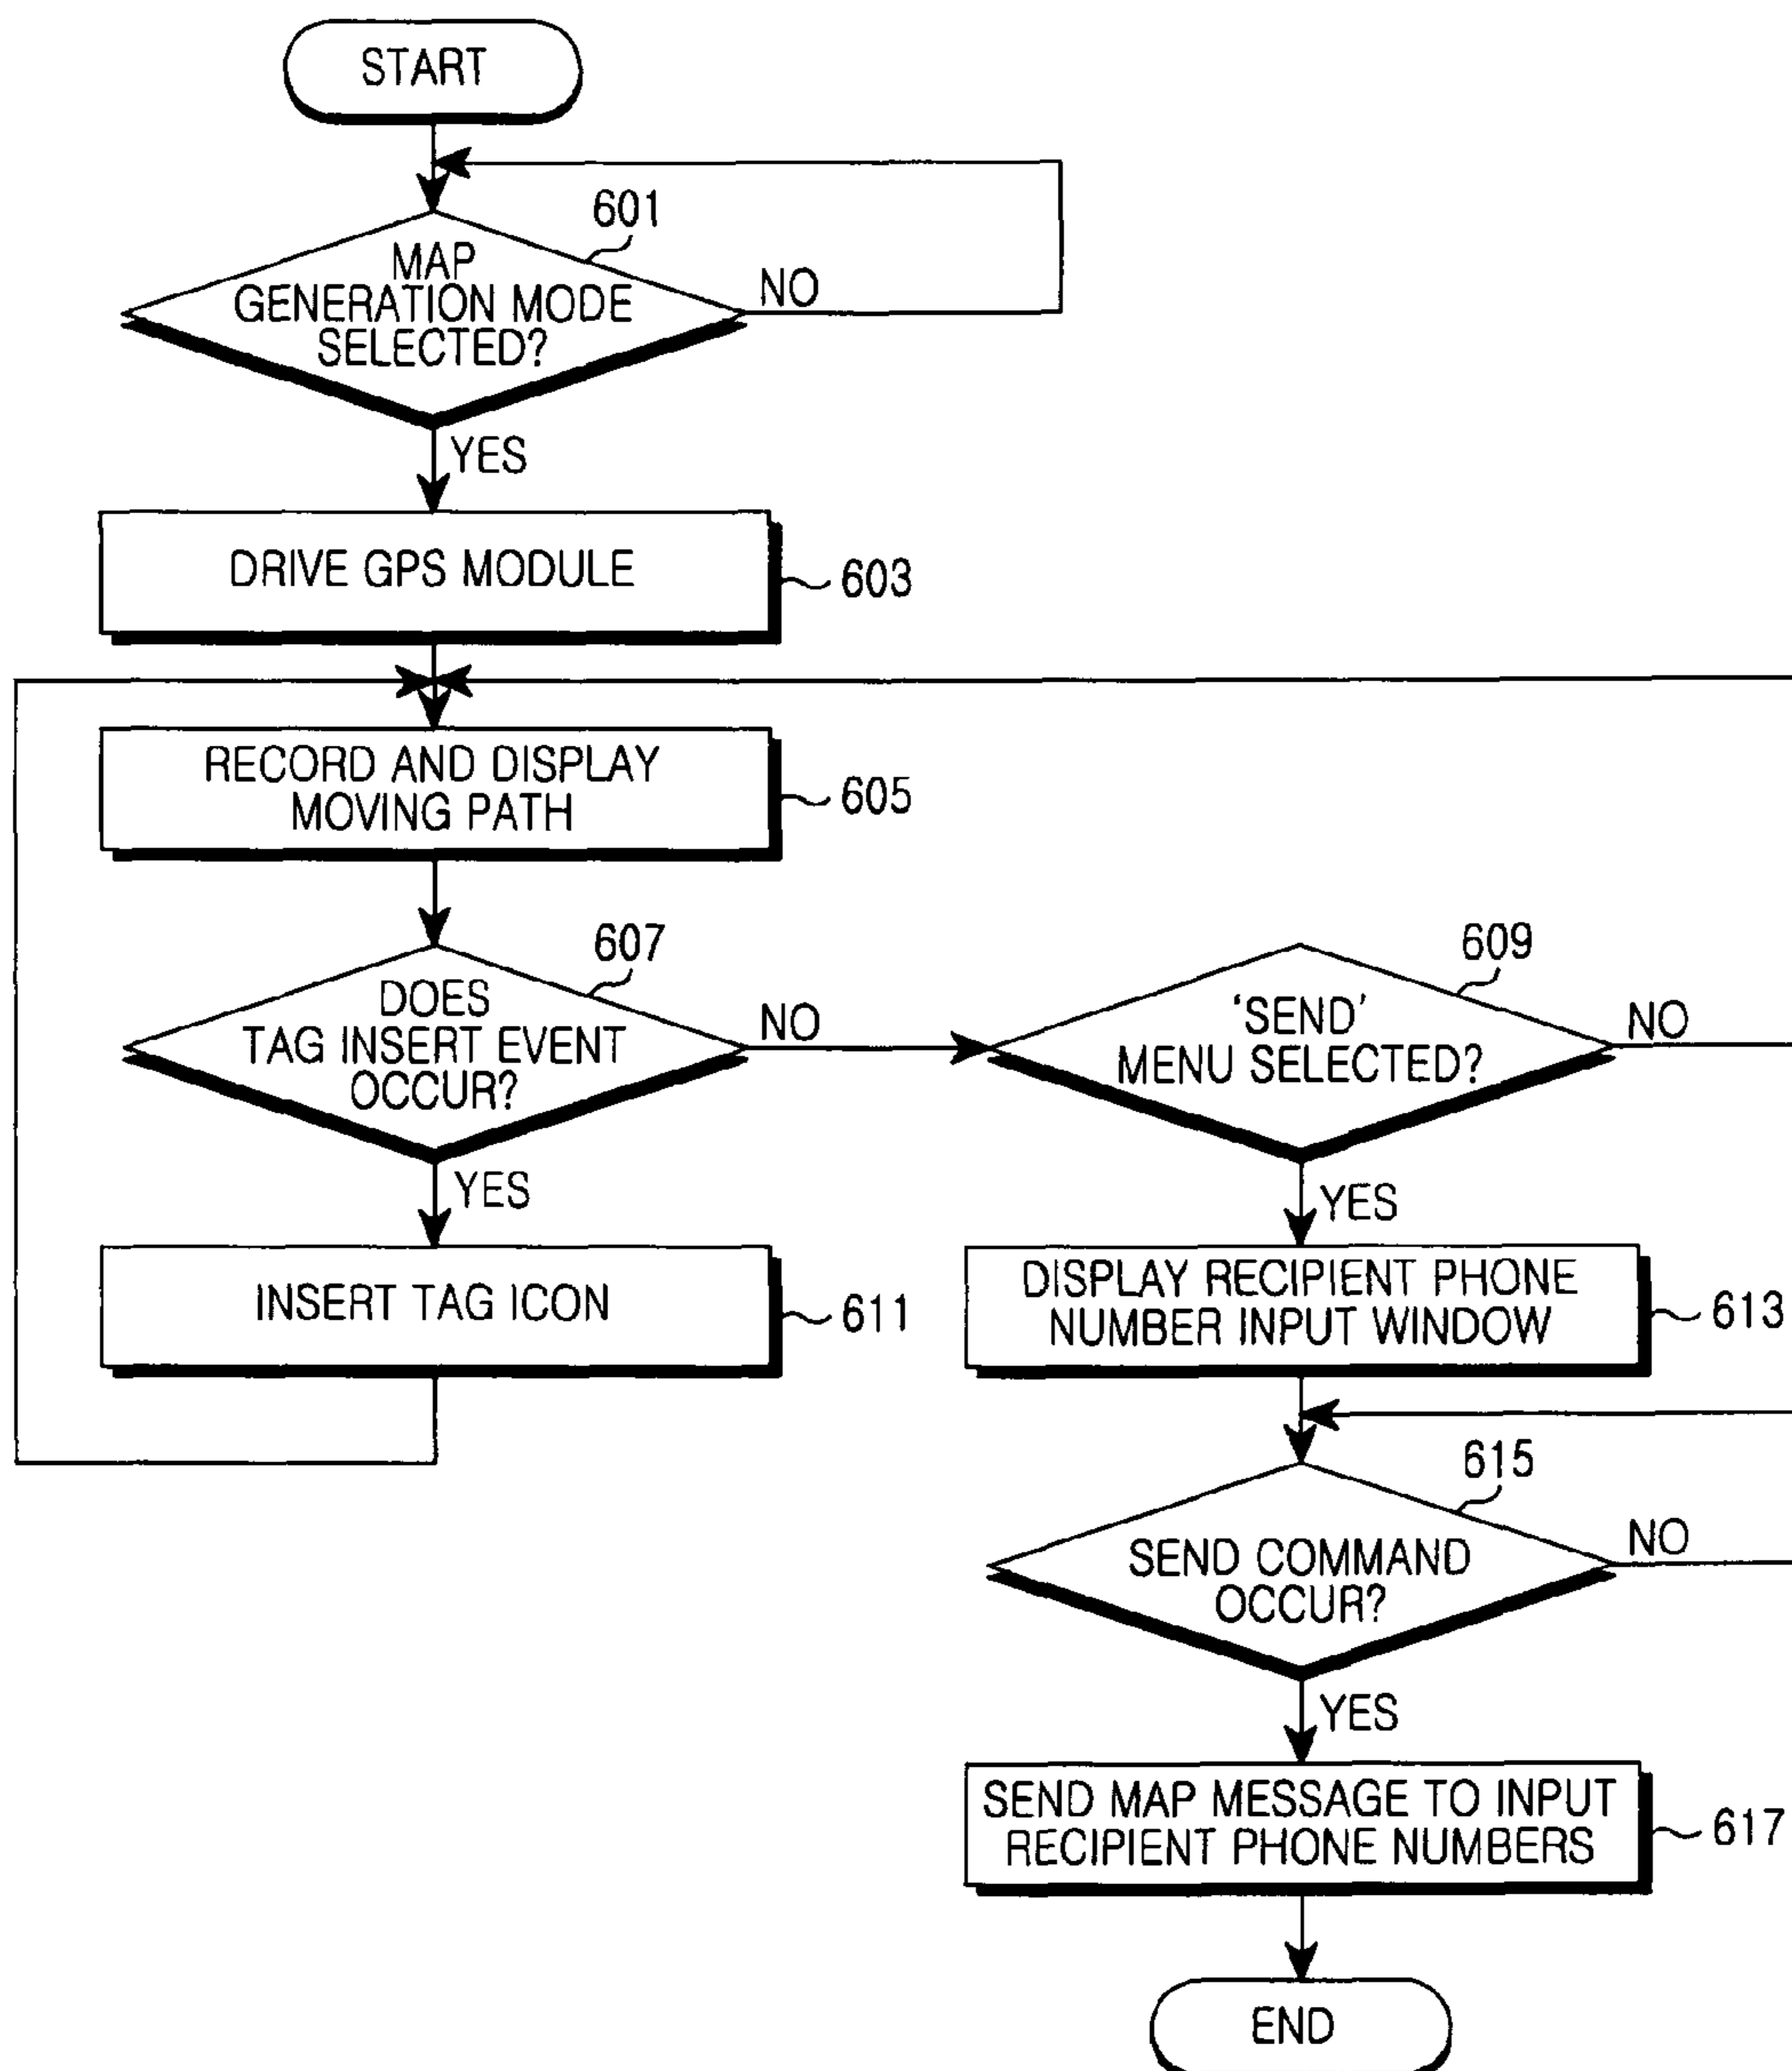 START
601
MAP
GENERATION MODE
SELECTED?
NO
YES
DRIVE GPS MODULE
603
RECORD AND DISPLAY
MOVING PATH
605
607
DOES
TAG INSERT EVENT
OCCUR?
NO
YES
609
'SEND'
MENU SELECTED?
NO
YES
INSERT TAG ICON
611
DISPLAY RECIPIENT PHONE
NUMBER INPUT WINDOW
613
615
SEND COMMAND
OCCUR?
NO
YES
SEND MAP MESSAGE TO INPUT
RECIPIENT PHONE NUMBERS
617
END